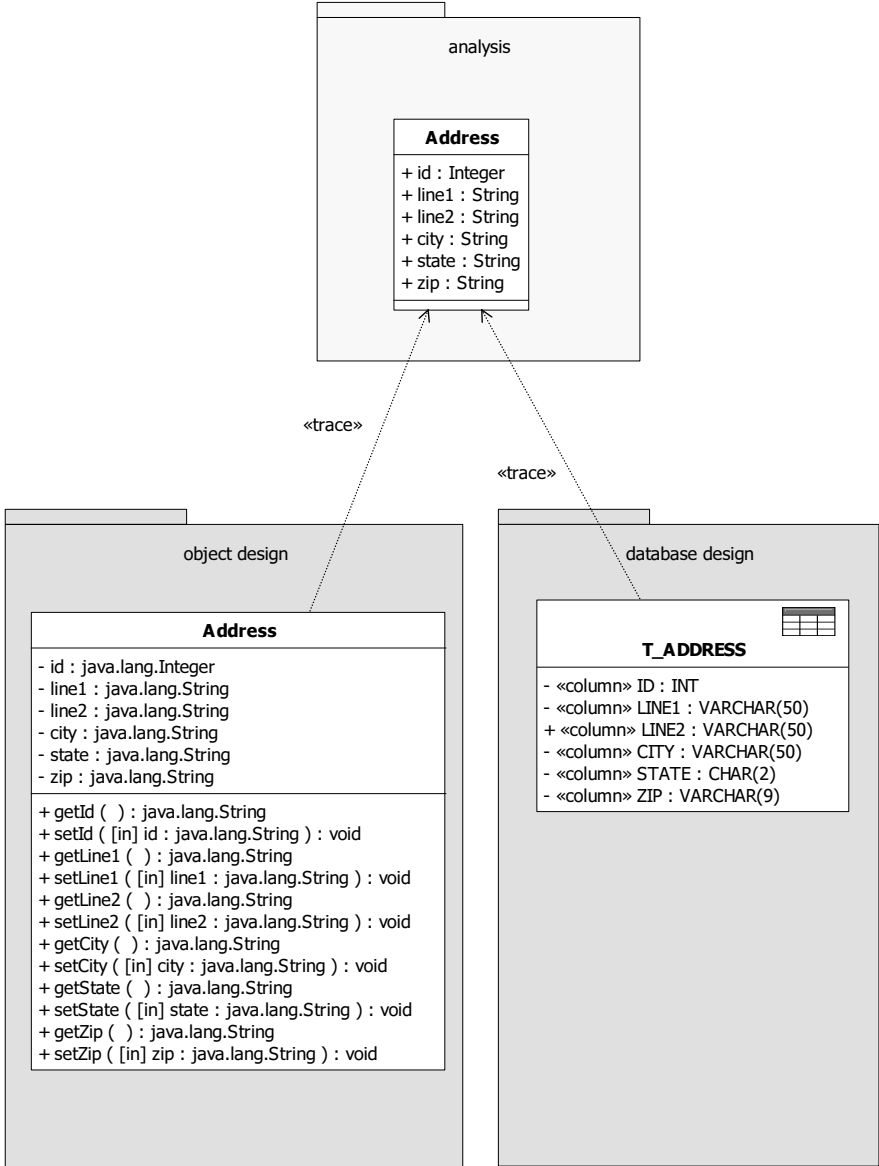 analysis
Address
+ id : Integer
+ line1 : String
+ line2 : String
+ city : String
+ state : String
+ zip : String
«trace»
«trace»
object design
Address
- id : java.lang.Integer
- line1 : java.lang.String
- line2 : java.lang.String
- city : java.lang.String
- state : java.lang.String
- zip : java.lang.String
+ getId ( ) : java.lang.String
+ setId ( [in] id : java.lang.String ) : void
+ getLine1 ( ) : java.lang.String
+ setLine1 ( [in] line1 : java.lang.String ) : void
+ getLine2 ( ) : java.lang.String
+ setLine2 ( [in] line2 : java.lang.String ) : void
+ getCity ( ) : java.lang.String
+ setCity ( [in] city : java.lang.String ) : void
+ getState ( ) : java.lang.String
+ setState ( [in] state : java.lang.String ) : void
+ getZip ( ) : java.lang.String
+ setZip ( [in] zip : java.lang.String ) : void
database design
T_ADDRESS
- «column» ID : INT
- «column» LINE1 : VARCHAR(50)
+ «column» LINE2 : VARCHAR(50)
- «column» CITY : VARCHAR(50)
- «column» STATE : CHAR(2)
- «column» ZIP : VARCHAR(9)